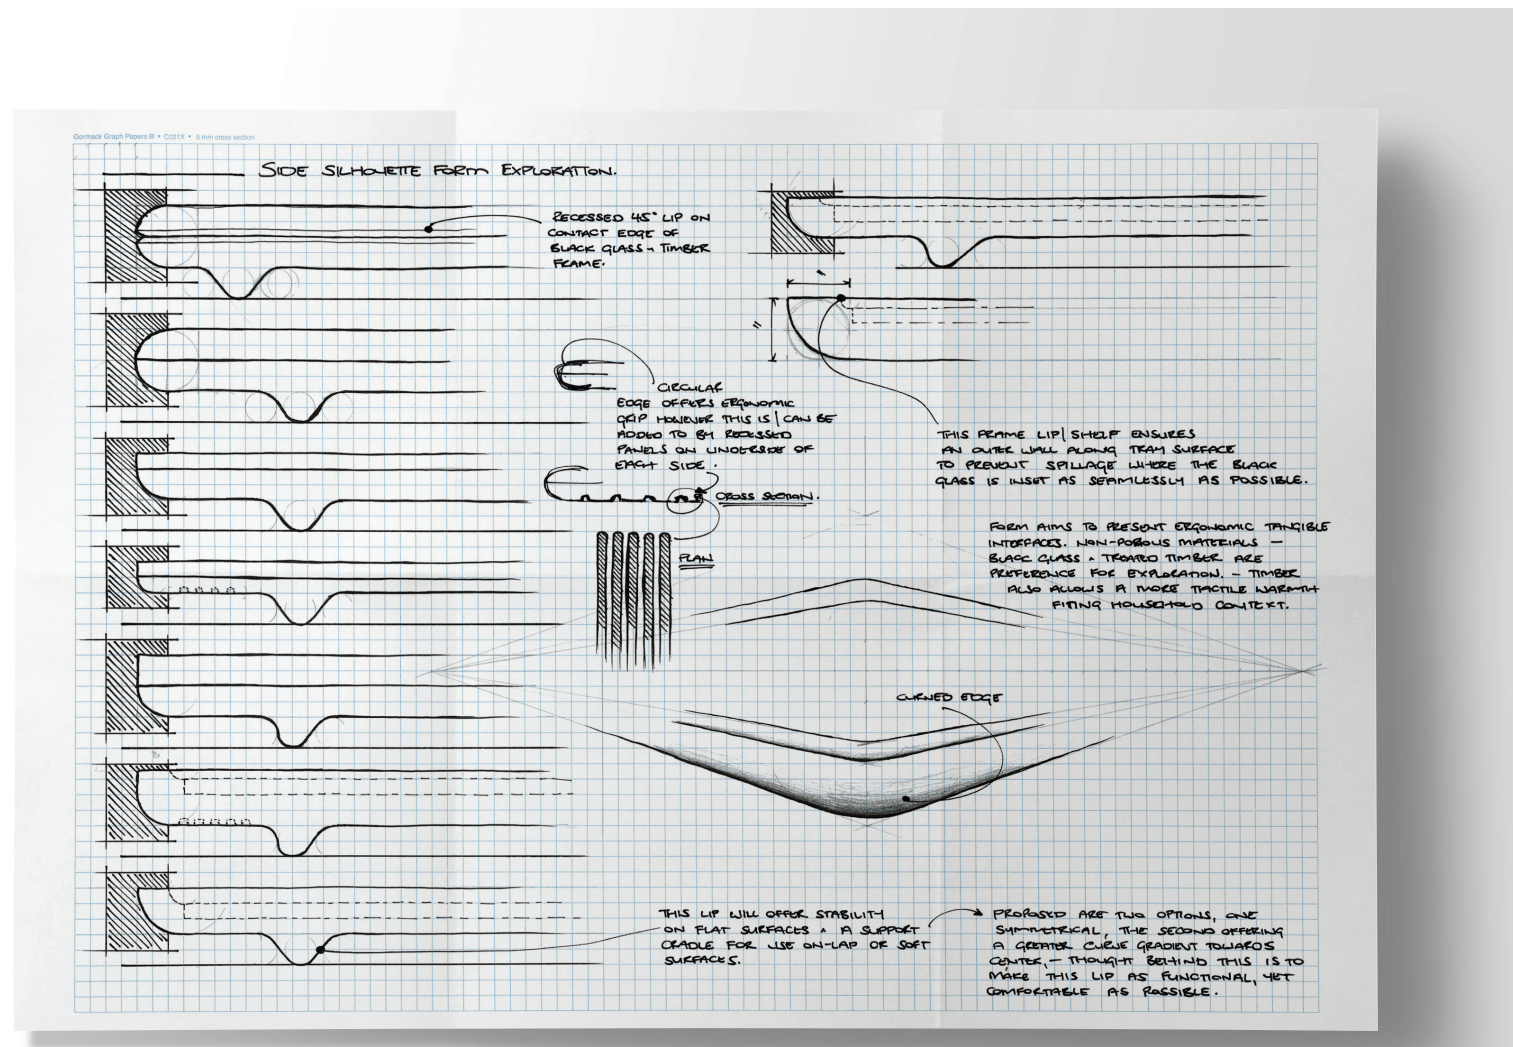 Germack Graph Papers ® • C021X • 5 mm cross section
SIDE SILHOUETTE FORM EXPLORATION.
RECESSED 45° LIP ON
CONTACT EDGE OF
BLACK GLASS - TIMBER
FRAME.
CIRCULAR
EDGE OFFERS ERGONOMIC
GRIP HOWEVER THIS IS / CAN BE
ADDED TO BY RECESSED
PANELS ON UNDERSIDE OF
EACH SIDE.
CROSS SECTION.
PLAN
THIS FRAME LIP/SHELF ENSURES
AN OUTER WALL ALONG TRAY SURFACE
TO PREVENT SPILLAGE WHERE THE BLACK
GLASS IS INSET AS SEAMLESSLY AS POSSIBLE.
FORM AIMS TO PRESENT ERGONOMIC TANGIBLE
INTERFACES. NON-POROUS MATERIALS -
BLACK GLASS + TREATED TIMBER ARE
PREFERENCE FOR EXPLORATION. - TIMBER
ALSO ALLOWS A MORE TACTILE WARMTH
FITING HOUSEHOLD CONTEXT.
CURVED EDGE
THIS LIP WILL OFFER STABILITY
ON FLAT SURFACES + A SUPPORT
CRADLE FOR USE ON-LAP OR SOFT
SURFACES.
PROPOSED ARE TWO OPTIONS, ONE
SYMMETRICAL, THE SECOND OFFERING
A GREATER CURVE GRADIENT TOWARDS
CENTER, - THOUGHT BEHIND THIS IS TO
MAKE THIS LIP AS FUNCTIONAL, YET
COMFORTABLE AS POSSIBLE.